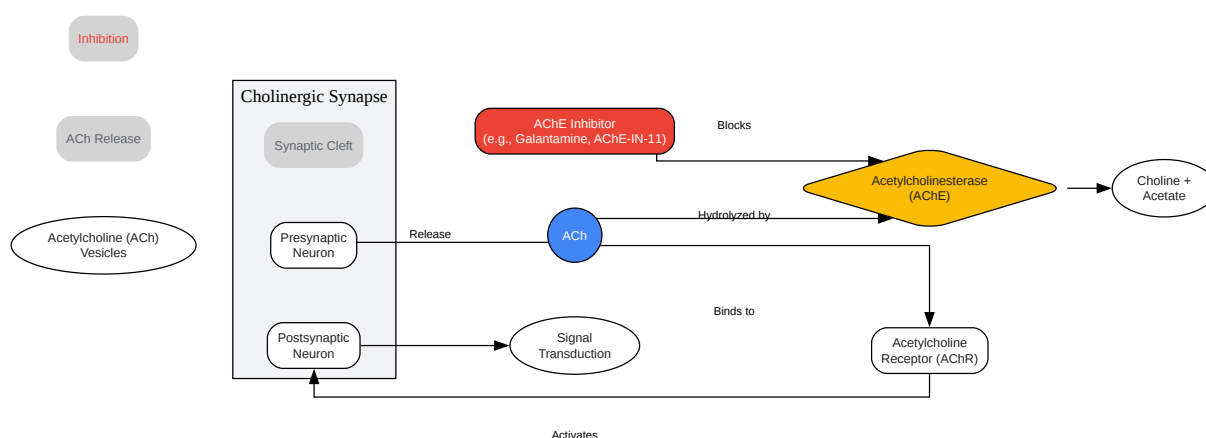 Inhibition
ACh Release
Acetylcholine (ACh)
Vesicles
Cholinergic Synapse
Synaptic Cleft
Presynaptic
Neuron
Postsynaptic
Neuron
Release
AChE Inhibitor
(e.g., Galantamine, AChE-IN-11)
Blocks
Acetylcholinesterase
(AChE)
Choline +
Acetate
ACh
Hydrolyzed by
Binds to
Signal
Transduction
Acetylcholine
Receptor (AChR)
Activates